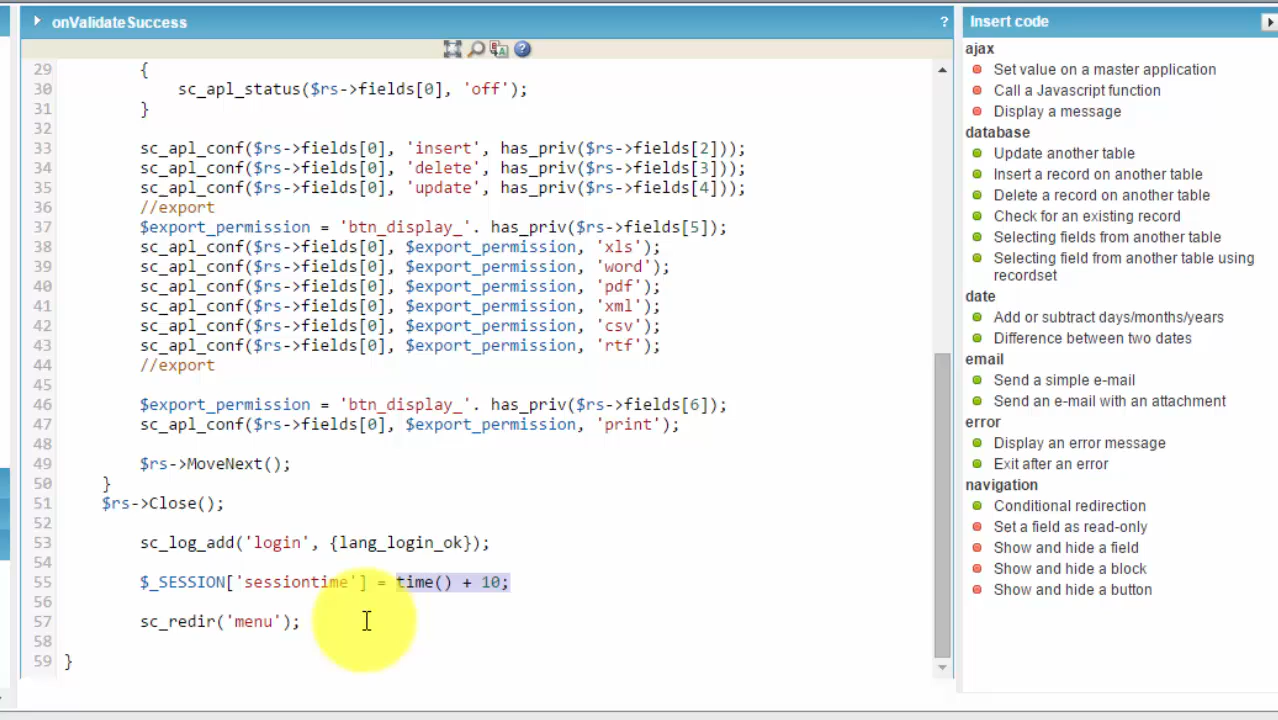 onValidateSuccess
?
29 {
30 sc_apl_status($rs->fields[0], 'off');
31 }
32
33 sc_apl_conf($rs->fields[0], 'insert', has_priv($rs->fields[2]));
34 sc_apl_conf($rs->fields[0], 'delete', has_priv($rs->fields[3]));
35 sc_apl_conf($rs->fields[0], 'update', has_priv($rs->fields[4]));
36 //export
37 $export_permission = 'btn_display_'. has_priv($rs->fields[5]);
38 sc_apl_conf($rs->fields[0], $export_permission, 'xls');
39 sc_apl_conf($rs->fields[0], $export_permission, 'word');
40 sc_apl_conf($rs->fields[0], $export_permission, 'pdf');
41 sc_apl_conf($rs->fields[0], $export_permission, 'xml');
42 sc_apl_conf($rs->fields[0], $export_permission, 'csv');
43 sc_apl_conf($rs->fields[0], $export_permission, 'rtf');
44 //export
45
46 $export_permission = 'btn_display_'. has_priv($rs->fields[6]);
47 sc_apl_conf($rs->fields[0], $export_permission, 'print');
48
49 $rs->MoveNext();
50 }
51 $rs->Close();
52
53 sc_log_add('login', {lang_login_ok});
54
55 $_SESSION['sessiontime'] = time() + 10;
56
57 sc_redir('menu');
58
59 }
Insert code
ajax
Set value on a master application
Call a Javascript function
Display a message
database
Update another table
Insert a record on another table
Delete a record on another table
Check for an existing record
Selecting fields from another table
Selecting field from another table using
recordset
date
Add or subtract days/months/years
Difference between two dates
email
Send a simple e-mail
Send an e-mail with an attachment
error
Display an error message
Exit after an error
navigation
Conditional redirection
Set a field as read-only
Show and hide a field
Show and hide a block
Show and hide a button